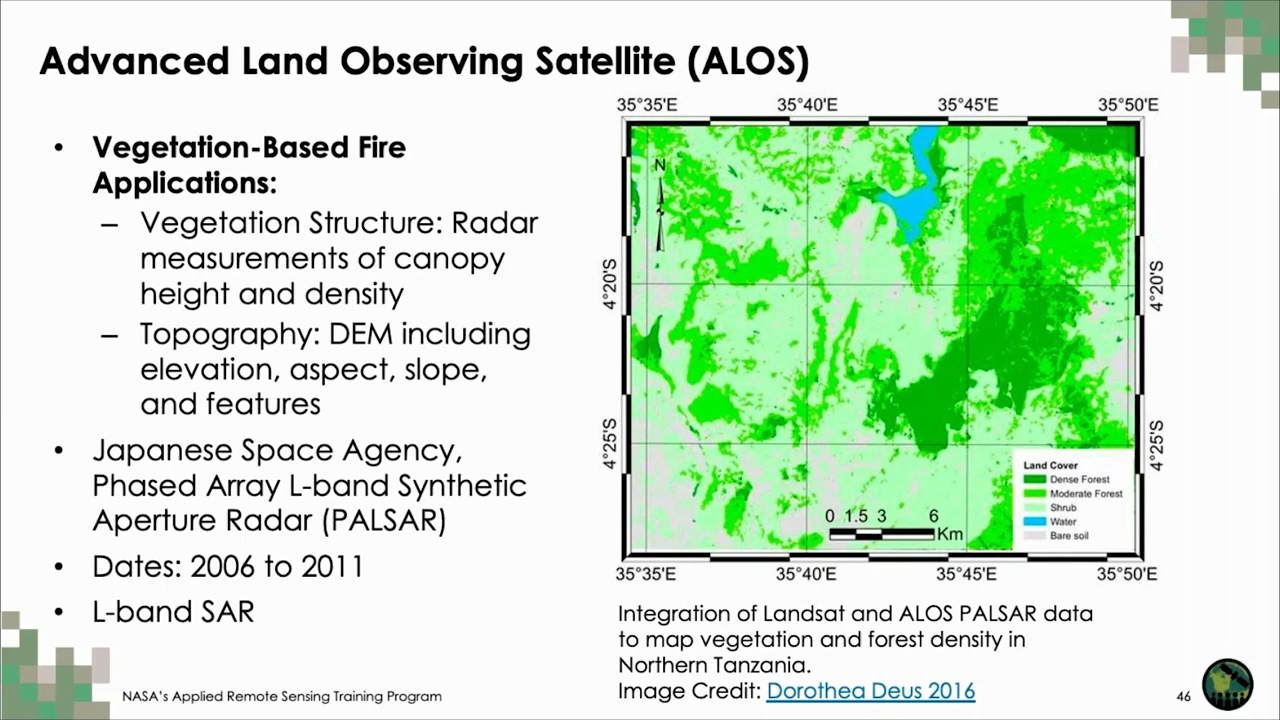 Advanced Land Observing Satellite (ALOS)
• Vegetation-Based Fire
Applications:
– Vegetation Structure: Radar
measurements of canopy
height and density
– Topography: DEM including
elevation, aspect, slope,
and features
• Japanese Space Agency,
Phased Array L-band Synthetic
Aperture Radar (PALSAR)
• Dates: 2006 to 2011
• L-band SAR
35°35'E 35°40'E 35°45'E 35°50'E
N
4°20'S 4°20'S
4°25'S 4°25'S
Land Cover
Dense Forest
Moderate Forest
Shrub
Water
Bare soil
0 1.5 3 6
Km
35°35'E 35°40'E 35°45'E 35°50'E
Integration of Landsat and ALOS PALSAR data
to map vegetation and forest density in
Northern Tanzania.
Image Credit: Dorothea Deus 2016
NASA's Applied Remote Sensing Training Program
46